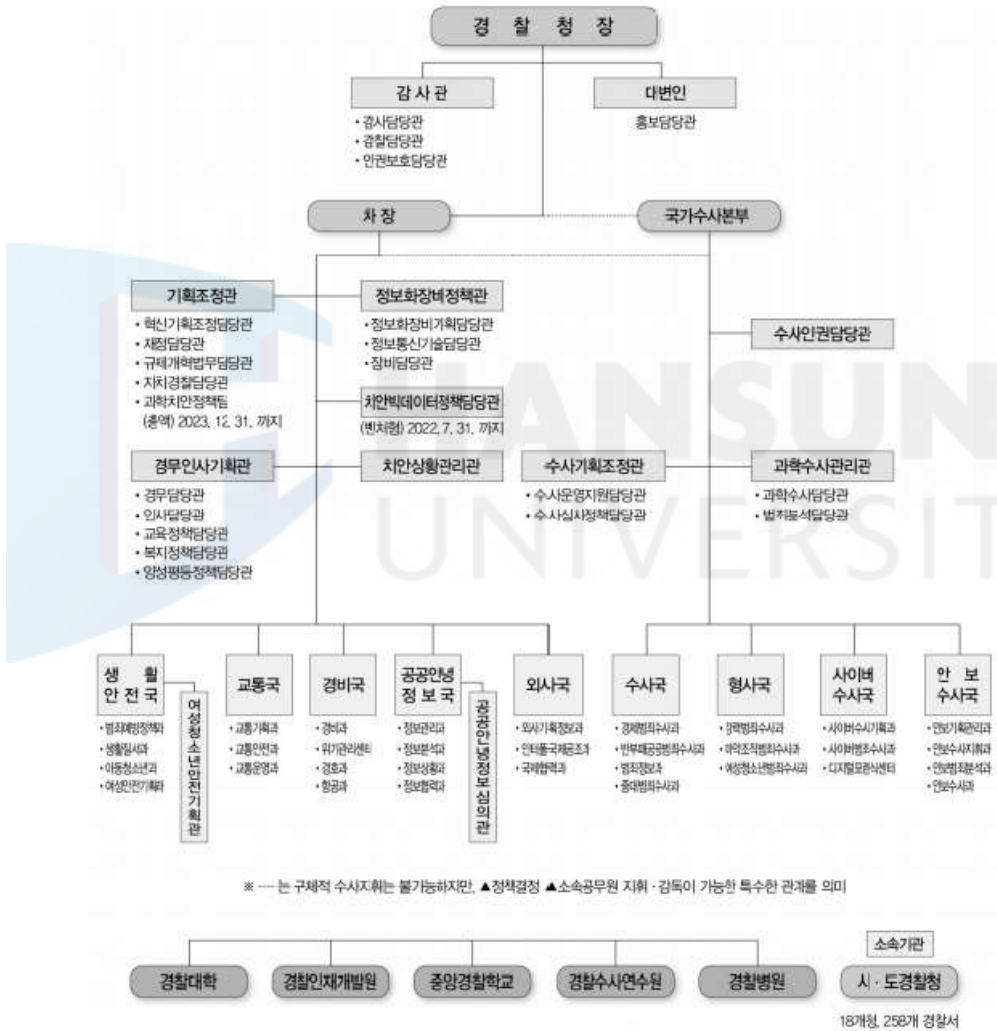 경 찰 청 장
감 사 관
• 감사담당관
• 감찰담당관
• 인권보호담당관
대변인
홍보담당관
차 장
국가수사본부
기획조정관
• 혁신기획조정담당관
• 재정담당관
• 규제개혁법무담당관
• 자치경찰담당관
• 과학치안정책팀
(총액) 2023. 12. 31. 까지
정보화장비정책관
• 정보화장비기획담당관
• 정보통신기술담당관
• 장비담당관
치안빅데이터정책담당관
(벤처형) 2022. 7. 31. 까지
수사인권담당관
경무인사기획관
• 경무담당관
• 인사담당관
• 교육정책담당관
• 복지정책담당관
• 양성평등정책담당관
치안상황관리관
수사기획조정관
• 수사운영지원담당관
• 수사심사정책담당관
과학수사관리관
• 과학수사담당관
• 범죄분석담당관
HANSUN
UNIVERSIT
생 활
안 전 국
• 범죄예방정책과
• 생활질서과
• 아동청소년과
• 여성안전기획과
여성청소년안전기획관
교통국
• 교통기획과
• 교통안전과
• 교통운영과
경비국
• 경비과
• 위기관리센터
• 경호과
• 항공과
공공안녕
정보국
• 정보관리과
• 정보분석과
• 정보상황과
• 정보협력과
공공안녕정보심의관
외사국
• 외사기획정보과
• 인터폴국제공조과
• 국제협력과
수사국
• 경제범죄수사과
• 반부패공공범죄수사과
• 범죄정보과
• 중대범죄수사과
형사국
• 강력범죄수사과
• 마약조직범죄수사과
• 여성청소년범죄수사과
사이버
수사국
• 사이버수사기획과
• 사이버범죄수사과
• 디지털포렌식센터
안 보
수사국
• 안보기획관리과
• 안보수사지휘과
• 안보범죄분석과
• 안보수사과
※ ----는 구체적 수사지휘는 불가능하지만, ▲정책결정 ▲소속공무원 지휘 · 감독이 가능한 특수한 관계를 의미
소속기관
경찰대학
경찰인재개발원
중앙경찰학교
경찰수사연수원
경찰병원
시 · 도경찰청
18개청, 258개 경찰서